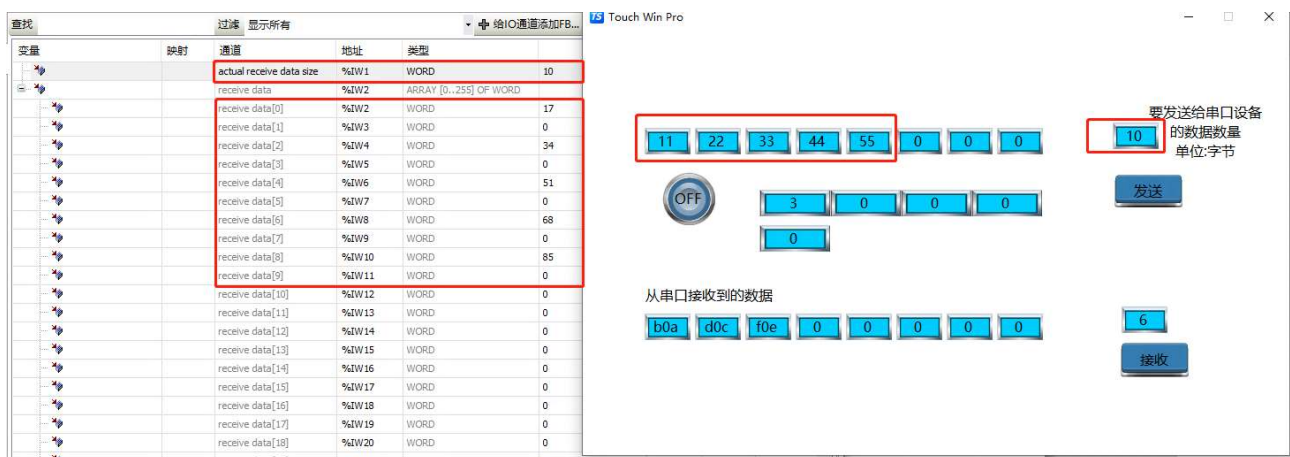 查找 过滤 显示所有 给IO通道添加FB...
变量 映射 通道 地址 类型
actual receive data size %IW1 WORD 10
receive data %IW2 ARRAY [0..255] OF WORD
receive data[0] %IW2 WORD 17
receive data[1] %IW3 WORD 0
receive data[2] %IW4 WORD 34
receive data[3] %IW5 WORD 0
receive data[4] %IW6 WORD 51
receive data[5] %IW7 WORD 0
receive data[6] %IW8 WORD 68
receive data[7] %IW9 WORD 0
receive data[8] %IW10 WORD 85
receive data[9] %IW11 WORD 0
receive data[10] %IW12 WORD 0
receive data[11] %IW13 WORD 0
receive data[12] %IW14 WORD 0
receive data[13] %IW15 WORD 0
receive data[14] %IW16 WORD 0
receive data[15] %IW17 WORD 0
receive data[16] %IW18 WORD 0
receive data[17] %IW19 WORD 0
receive data[18] %IW20 WORD 0
TS Touch Win Pro
要发送给串口设备
11 22 33 44 55 0 0 0 10 的数据数量
单位:字节
OFF 3 0 0 0 发送
0
从串口接收到的数据
b0a d0c f0e 0 0 0 0 0 6
接收